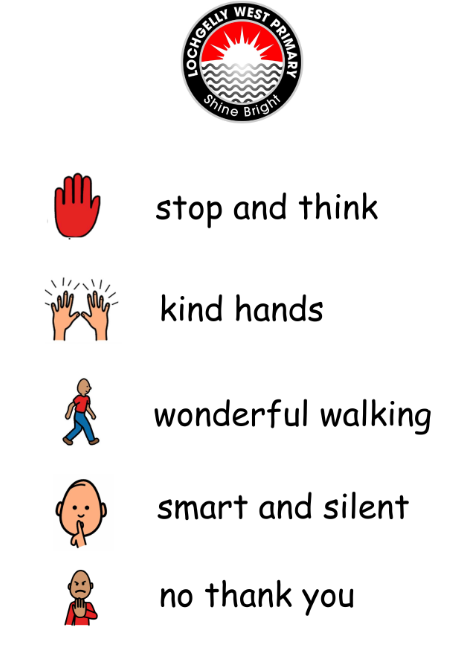 LOCHGELLY WEST PRIMARY
Shine Bright
stop and think
kind hands
wonderful walking
smart and silent
no thank you